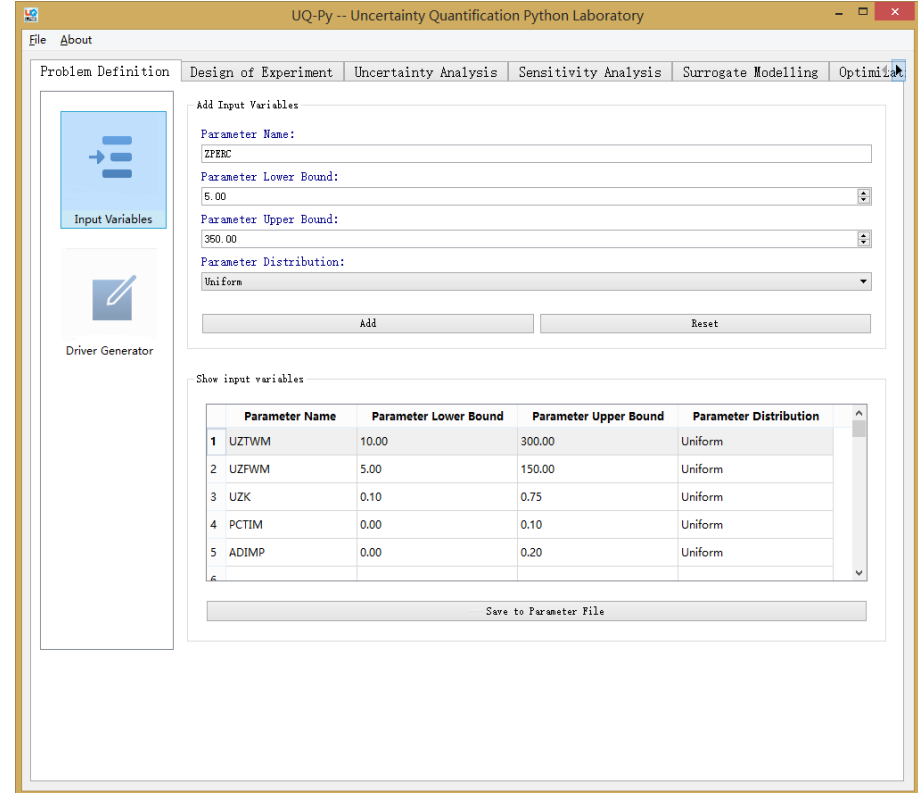 UQ-Py -- Uncertainty Quantification Python Laboratory
File About
Problem Definition Design of Experiment Uncertainty Analysis Sensitivity Analysis Surrogate Modelling
Add Input Variables
Parameter Name:
ZPERC
Parameter Lower Bound:
5.00
Input Variables
Parameter Upper Bound:
350.00
Parameter Distribution:
Uniform
Add Reset
Driver Generator
Show input variables
Parameter Name Parameter Lower Bound Parameter Upper Bound Parameter Distribution
1 UZTWM 10.00 300.00 Uniform
2 UZFWM 5.00 150.00 Uniform
3 UZK 0.10 0.75 Uniform
4 PCTIM 0.00 0.10 Uniform
5 ADIMP 0.00 0.20 Uniform
6
Save to Parameter File